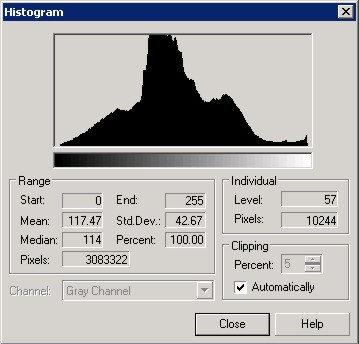 Histogram
Range
Start: 0 End: 255
Mean: 117.47 Std.Dev.: 42.67
Median: 114 Percent: 100.00
Pixels: 3083322
Individual
Level: 57
Pixels: 10244
Clipping
Percent: 5
Automatically
Channel: Gray Channel
Close Help